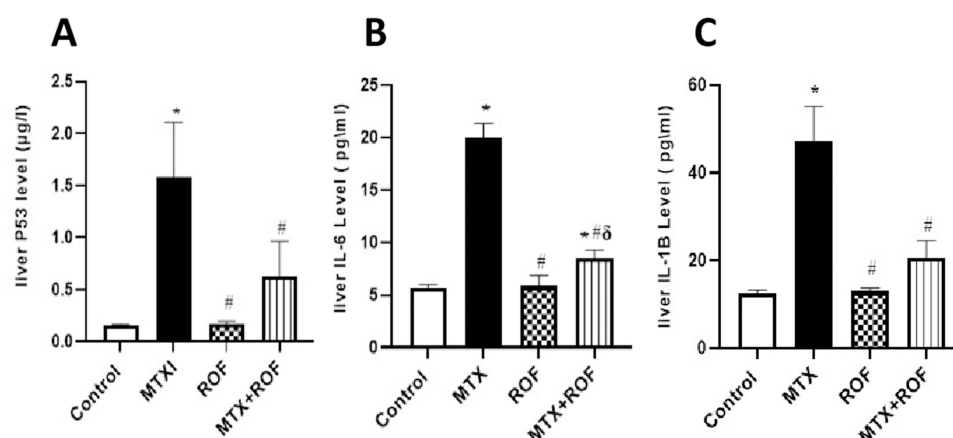 A
liver P53 level (µg/l)
2.5
2.0
1.5
1.0
0.5
0.0
*
#
#
Control
MTXI
ROF
MTX+ROF
B
liver IL-6 Level ( pg\ml)
25
20
15
10
5
0
*
#
*#δ
Control
MTX
ROF
MTX+ROF
C
liver IL-1B Level ( pg\ml)
60
40
20
0
*
#
#
Control
MTX
ROF
MTX+ROF